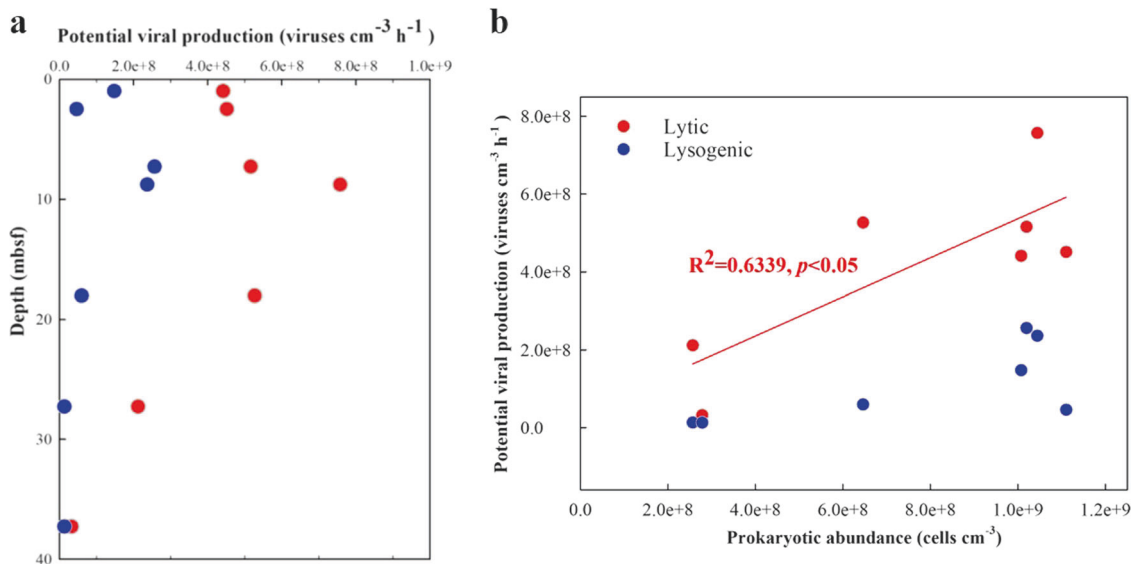 a
Potential viral production (viruses cm-3 h-1 )
0.0 2.0e+8 4.0e+8 6.0e+8 8.0e+8 1.0e+9
0
10
20
30
40
Depth (mbsf)
b
Lytic
Lysogenic
R2=0.6339, p<0.05
8.0e+8
6.0e+8
4.0e+8
2.0e+8
0.0
Potential viral production (viruses cm-3 h-1)
0.0 2.0e+8 4.0e+8 6.0e+8 8.0e+8 1.0e+9 1.2e+9
Prokaryotic abundance (cells cm-3)